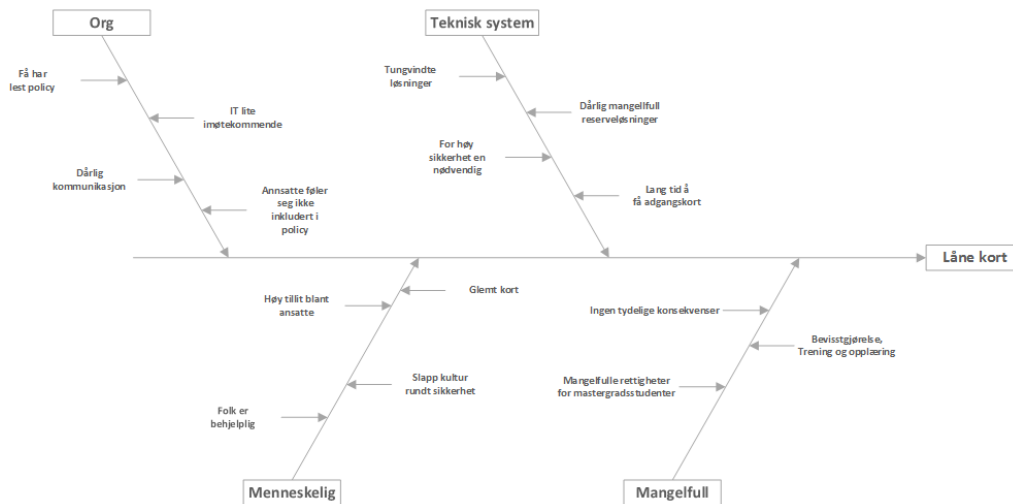 Org
Teknisk system
Få har
lest policy
IT lite
imøtekommende
Dårlig
kommunikasjon
Annsatte føler
seg ikke
inkludert i
policy
Tungvindte
løsninger
Dårlig mangellfull
reserveløsninger
For høy
sikkerhet en
nødvendig
Lang tid å
få adgangskort
Låne kort
Høy tillit blant
ansatte
Glemt kort
Slapp kultur
rundt sikkerhet
Folk er
behjelplig
Ingen tydelige konsekvenser
Bevisstgjørelse,
Trening og opplæring
Mangelfulle rettigheter
for mastergradsstudenter
Menneskelig
Mangelfull